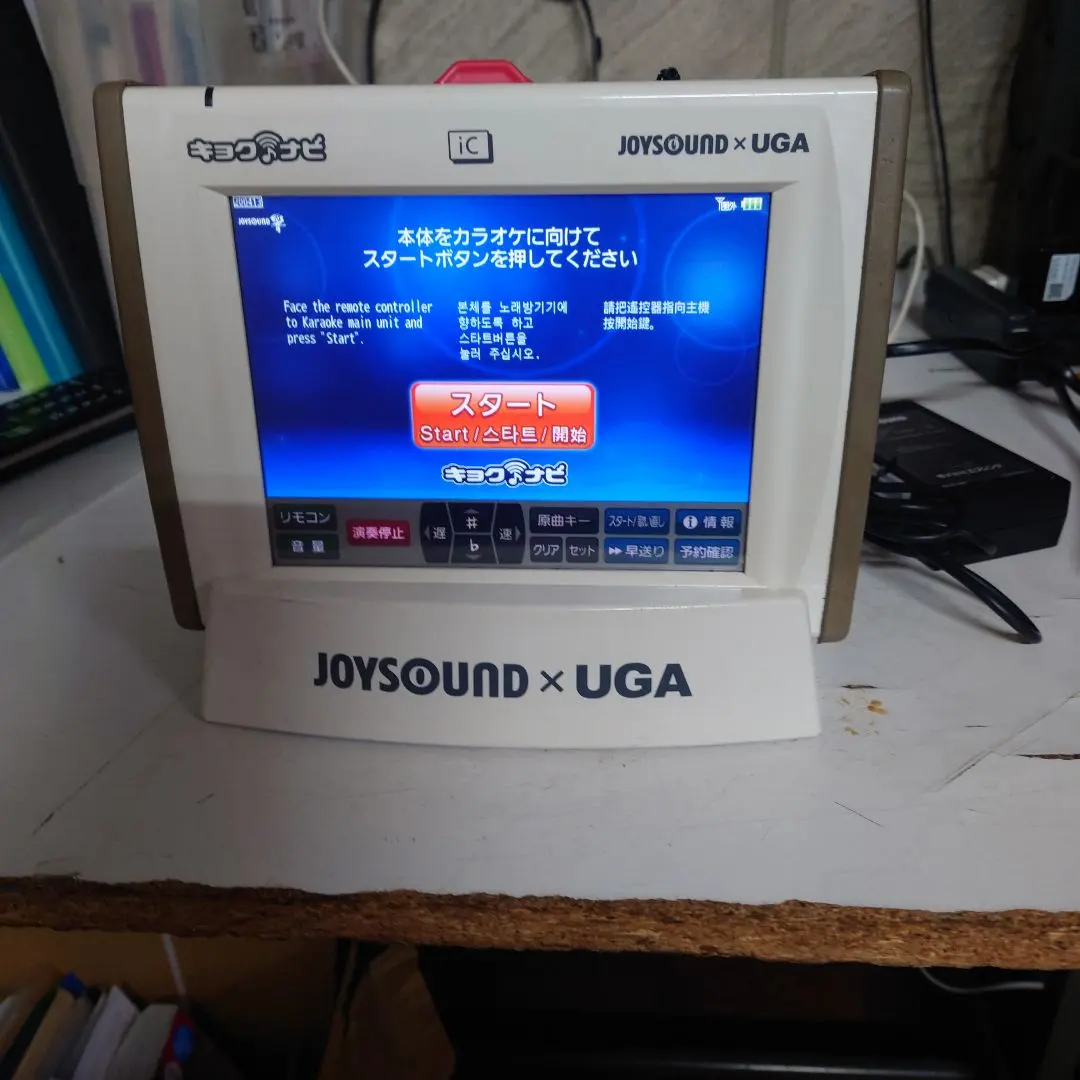 キョクナビ
iC
JOYSOUND×UGA
200413
圏外
JOYSOUND
本体をカラオケに向けて
スタートボタンを押してください
Face the remote controller
to Karaoke main unit and
press "Start".
본체를 노래방기기에
향하도록 하고
스타트버튼을
눌러 주십시오.
請把遙控器指向主機
按開始鍵。
スタート
Start/스타트/開始
キョクナビ
リモコン
音量
演奏停止
遅
♯
♭
速
原曲キー
クリア
セット
スタート/歌い直し
早送り
情報
予約確認
JOYSOUND×UGA